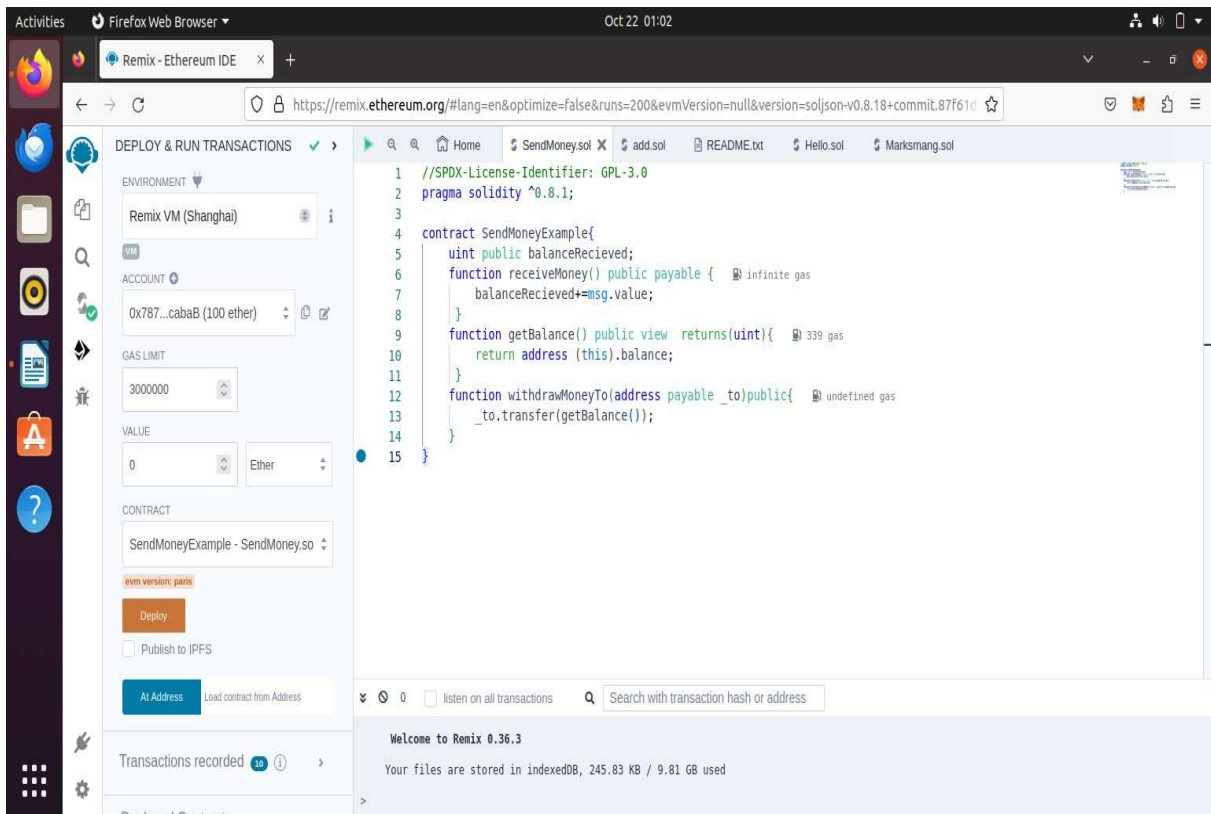 Activities
Firefox Web Browser
Oct 22 01:02
Remix - Ethereum IDE
https://remix.ethereum.org/#lang=en&optimize=false&runs=200&evmVersion=null&version=soljson-v0.8.18+commit.87f61d
DEPLOY & RUN TRANSACTIONS
ENVIRONMENT
Remix VM (Shanghai)
VM
ACCOUNT
0x787...cabaB (100 ether)
GAS LIMIT
3000000
VALUE
0 Ether
CONTRACT
SendMoneyExample - SendMoney.so
evm version: paris
Deploy
Publish to IPFS
At Address Load contract from Address
Transactions recorded 10 i
Home SendMoney.sol add.sol README.txt Hello.sol Marksmang.sol
1 //SPDX-License-Identifier: GPL-3.0
2 pragma solidity ^0.8.1;
3
4 contract SendMoneyExample{
5 uint public balanceRecieved;
6 function receiveMoney() public payable { infinite gas
7 balanceRecieved+=msg.value;
8 }
9 function getBalance() public view returns(uint){ 339 gas
10 return address (this).balance;
11 }
12 function withdrawMoneyTo(address payable _to)public{ undefined gas
13 _to.transfer(getBalance());
14 }
15 }
0 listen on all transactions Search with transaction hash or address
Welcome to Remix 0.36.3
Your files are stored in indexedDB, 245.83 KB / 9.81 GB used
>